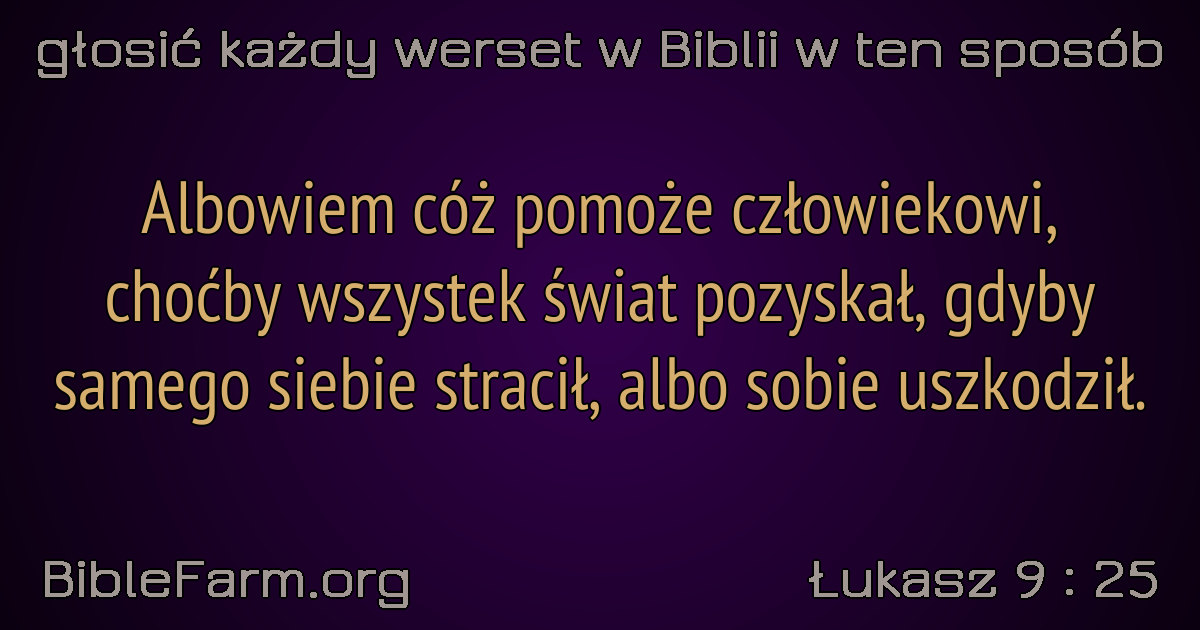 głosić każdy werset w Biblii w ten sposób
Albowiem cóż pomoże człowiekowi,
choćby wszystek świat pozyskał, gdyby
samego siebie stracił, albo sobie uszkodził.
BibleFarm.org
Łukasz 9 : 25